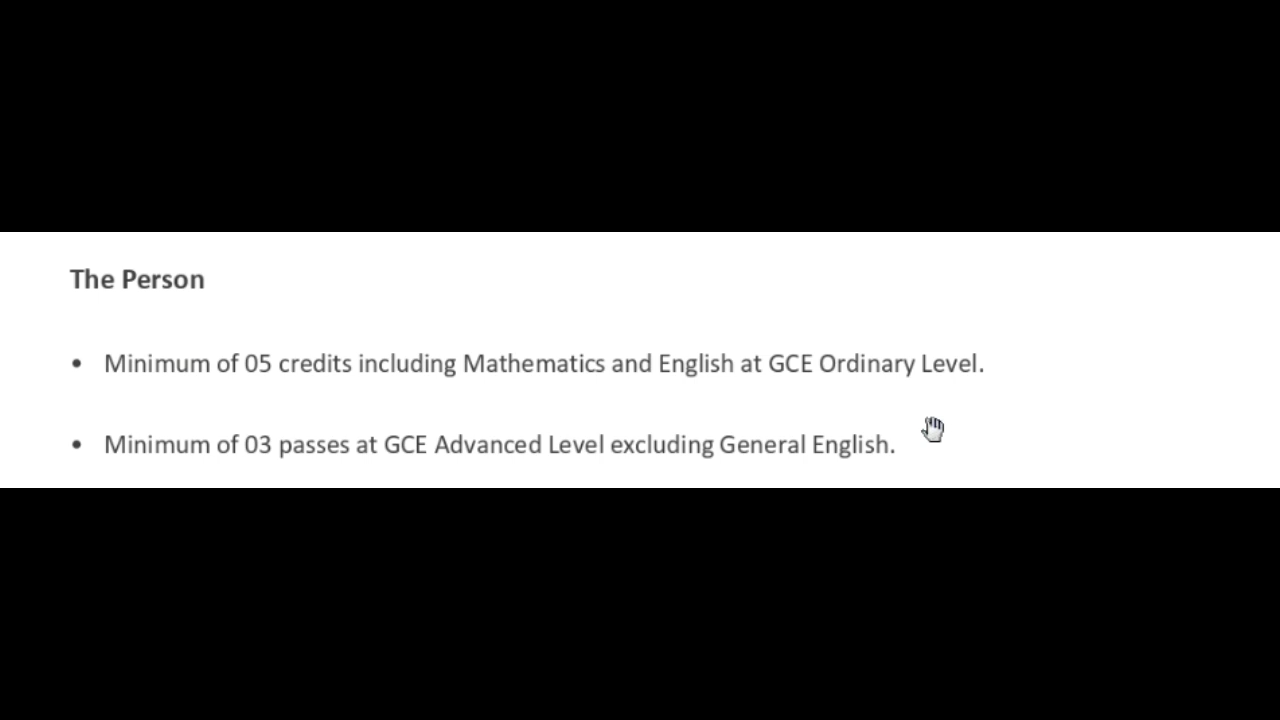 The Person
• Minimum of 05 credits including Mathematics and English at GCE Ordinary Level.
• Minimum of 03 passes at GCE Advanced Level excluding General English.